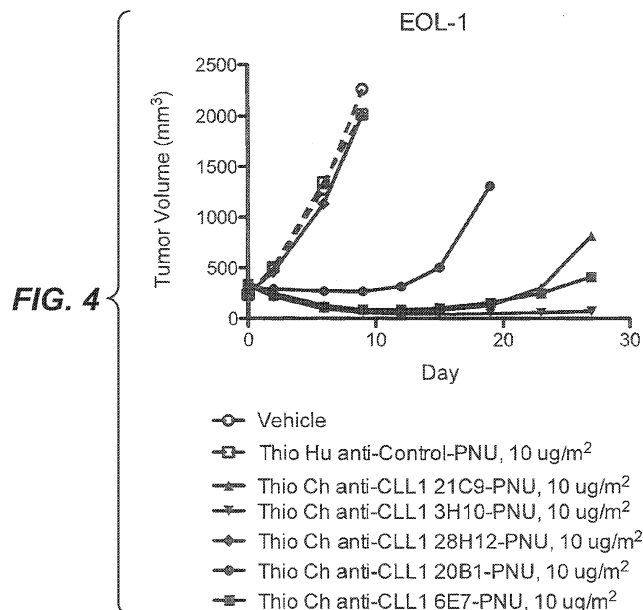 EOL-1
2500
2000
1500
1000
500
0
Tumor Volume (mm³)
0 10 20 30
Day
FIG. 4
Vehicle
Thio Hu anti-Control-PNU, 10 ug/m²
Thio Ch anti-CLL1 21C9-PNU, 10 ug/m²
Thio Ch anti-CLL1 3H10-PNU, 10 ug/m²
Thio Ch anti-CLL1 28H12-PNU, 10 ug/m²
Thio Ch anti-CLL1 20B1-PNU, 10 ug/m²
Thio Ch anti-CLL1 6E7-PNU, 10 ug/m²